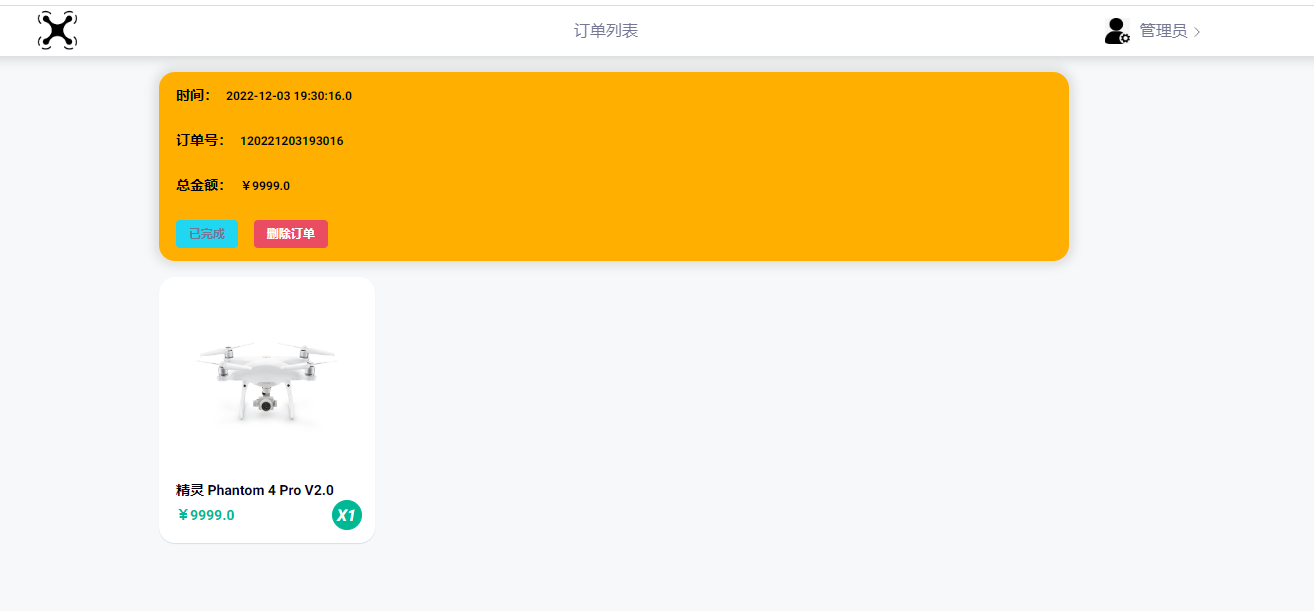 订单列表
管理员
时间： 2022-12-03 19:30:16.0
订单号： 120221203193016
总金额： ￥9999.0
已完成 删除订单
精灵 Phantom 4 Pro V2.0
￥9999.0 X1